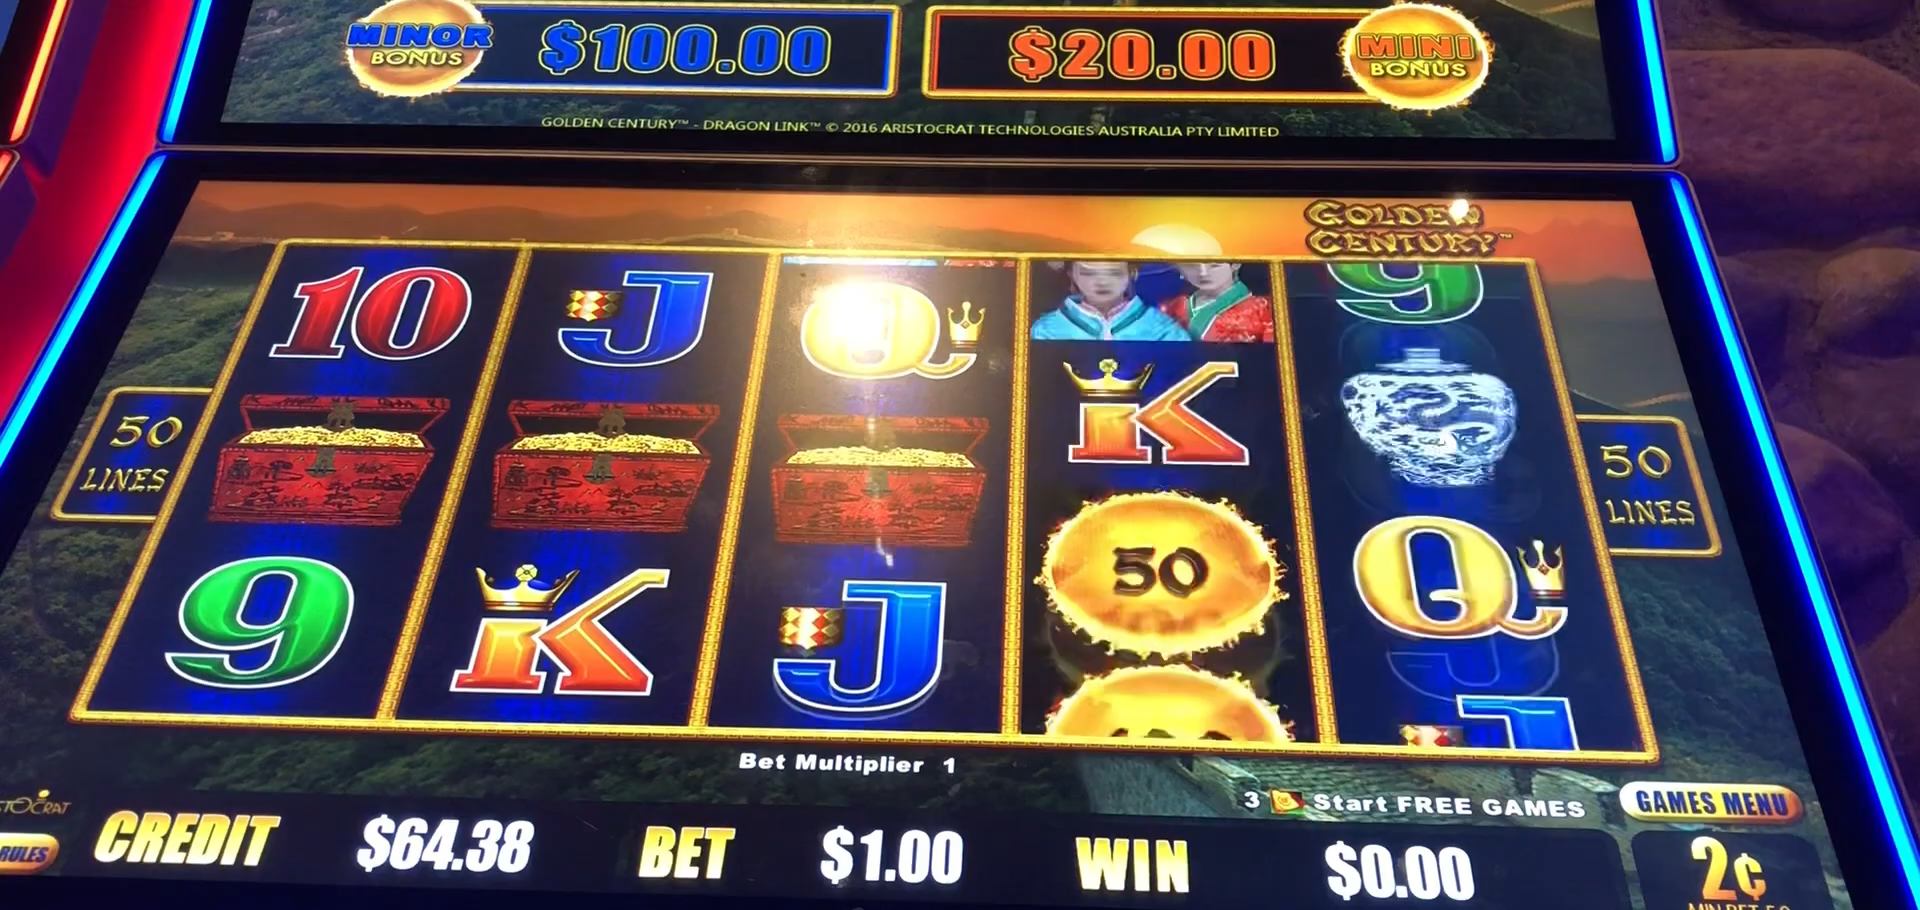 MINOR BONUS $100.00 $20.00 MINI BONUS
GOLDEN CENTURY™ - DRAGON LINK™ © 2016 ARISTOCRAT TECHNOLOGIES AUSTRALIA PTY LIMITED
GOLDEN
CENTURY™
10 J Q 9
K
50 LINES
50 LINES
9 K J 50 Q
J
Bet Multiplier 1
3 Start FREE GAMES
GAMES MENU
RULES
CREDIT $64.38 BET $1.00 WIN $0.00 2¢